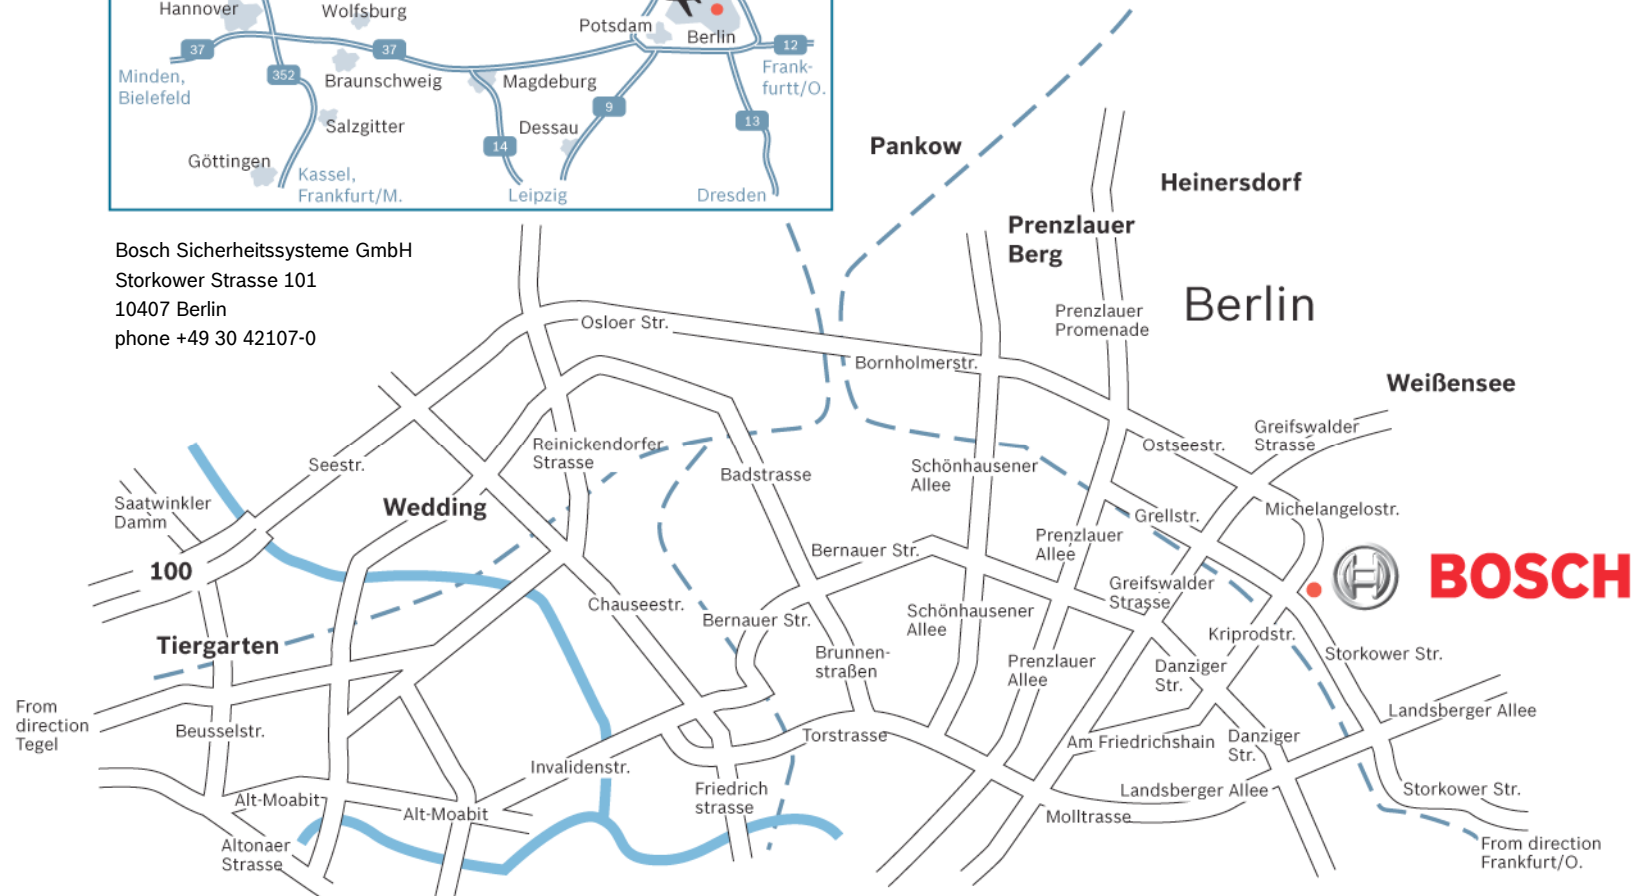 Hannover
Wolfsburg
Potsdam
Berlin
37
37
12
Minden,
Bielefeld
352
Braunschweig
Magdeburg
Frank-
furtt/O.
9
13
Salzgitter
Dessau
14
Göttingen
Kassel,
Frankfurt/M.
Leipzig
Dresden
Bosch Sicherheitssysteme GmbH
Storkower Strasse 101
10407 Berlin
phone +49 30 42107-0
Pankow
Heinersdorf
Prenzlauer
Berg
Berlin
Prenzlauer
Promenade
Osloer Str.
Bornholmerstr.
Weißensee
Greifswalder
Strasse
Ostseestr.
Reinickendorfer
Strasse
Seestr.
Badstrasse
Schönhausener
Allee
Saatwinkler
Damm
Wedding
Michelangelostr.
Grellstr.
Prenzlauer
Allee
Bernauer Str.
100
BOSCH
Greifswalder
Strasse
Chauseestr.
Bernauer Str.
Schönhausener
Allee
Kriprodstr.
Tiergarten
Brunnen-
straßen
Prenzlauer
Allee
Danziger
Str.
Storkower Str.
From
direction
Tegel
Beusselstr.
Landsberger Allee
Torstrasse
Am Friedrichshain
Danziger
Str.
Invalidenstr.
Friedrich
strasse
Landsberger Allee
Storkower Str.
Alt-Moabit
Alt-Moabit
Molltrasse
Altonaer
Strasse
From direction
Frankfurt/O.